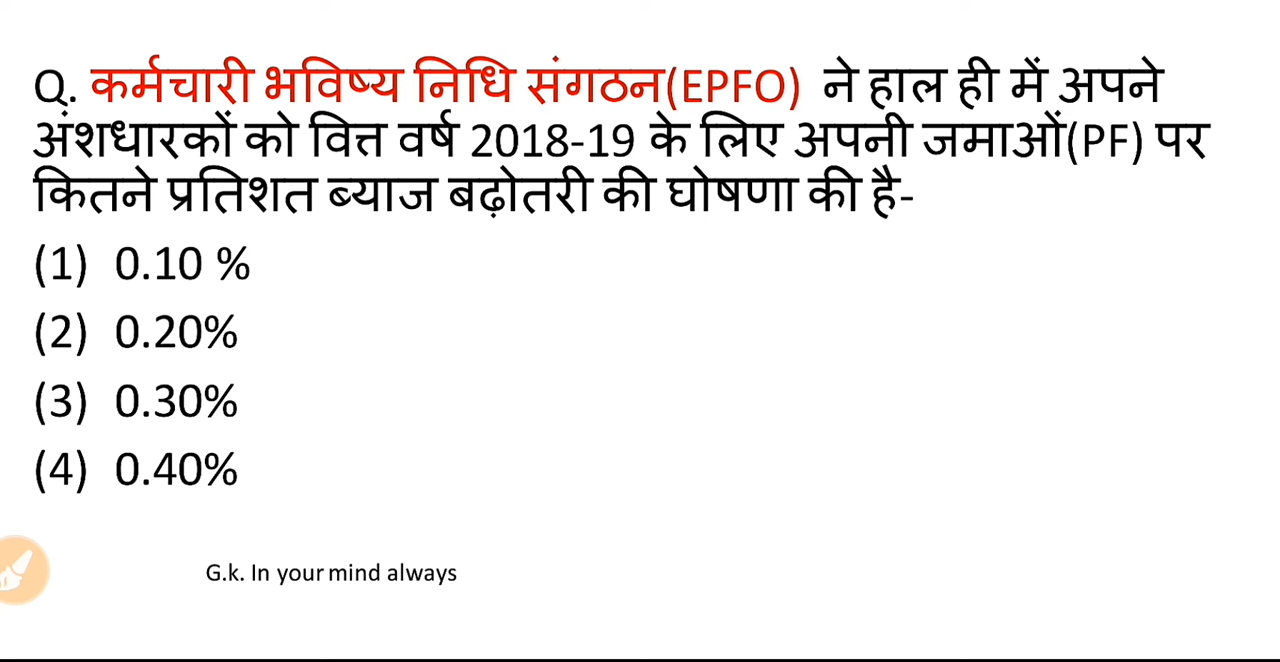 Q. कर्मचारी भविष्य निधि संगठन(EPFO) ने हाल ही में अपने
अंशधारकों को वित्त वर्ष 2018-19 के लिए अपनी जमाओं(PF) पर
कितने प्रतिशत ब्याज बढ़ोतरी की घोषणा की है-
(1) 0.10 %
(2) 0.20%
(3) 0.30%
(4) 0.40%
G.k. In your mind always